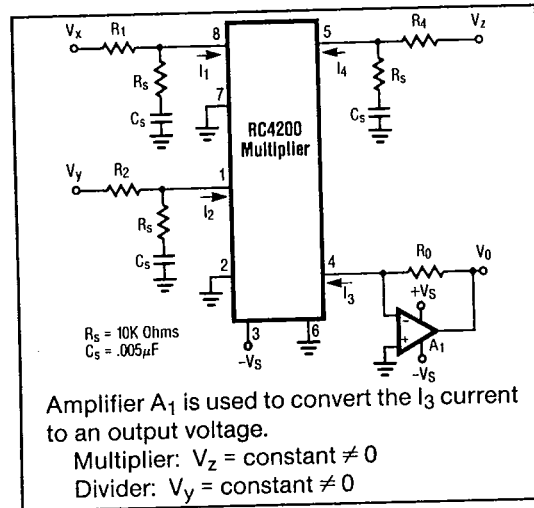 Vx R1 8 5 R4 Vz
I1 I4
Rs Rs
7
Cs RC4200 Cs
Multiplier
Vy R2 1
I2
Rs
2 4 R0 V0
Cs I3
+VS
Rs = 10K Ohms
Cs = .005µF
3 6 - + A1
-VS -VS
Amplifier A1 is used to convert the I3 current
to an output voltage.
Multiplier: Vz = constant ≠ 0
Divider: Vy = constant ≠ 0